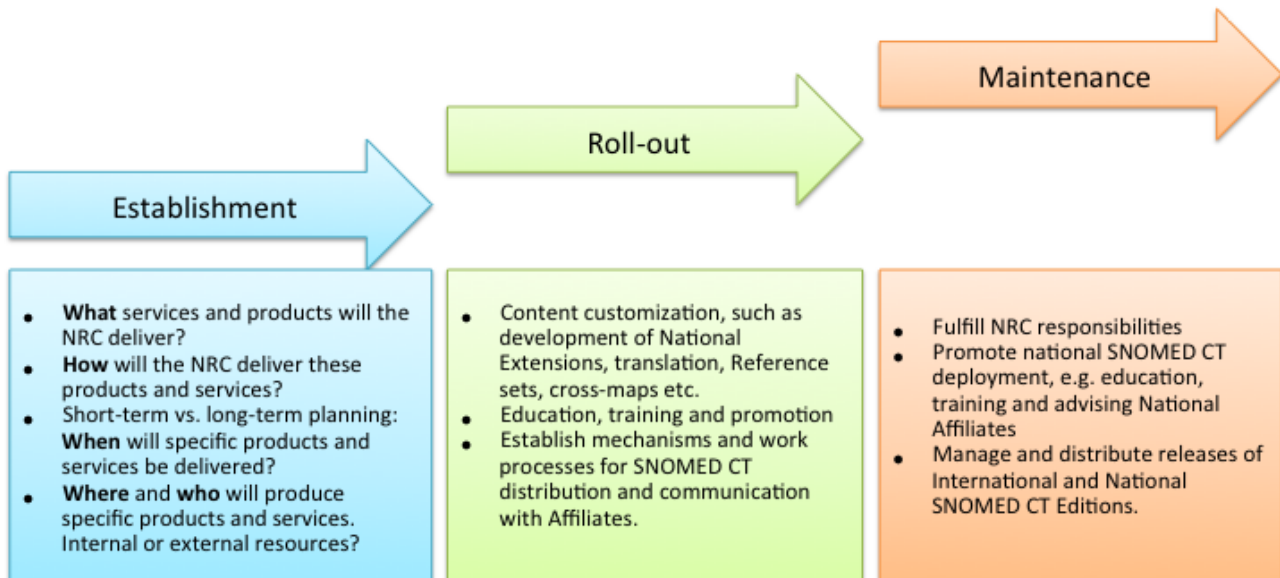 Establishment
• What services and products will the
NRC deliver?
• How will the NRC deliver these
products and services?
• Short-term vs. long-term planning:
When will specific products and
services be delivered?
• Where and who will produce
specific products and services.
Internal or external resources?
Roll-out
• Content customization, such as
development of National
Extensions, translation, Reference
sets, cross-maps etc.
• Education, training and promotion
• Establish mechanisms and work
processes for SNOMED CT
distribution and communication
with Affiliates.
Maintenance
• Fulfill NRC responsibilities
• Promote national SNOMED CT
deployment, e.g. education,
training and advising National
Affiliates
• Manage and distribute releases of
International and National
SNOMED CT Editions.